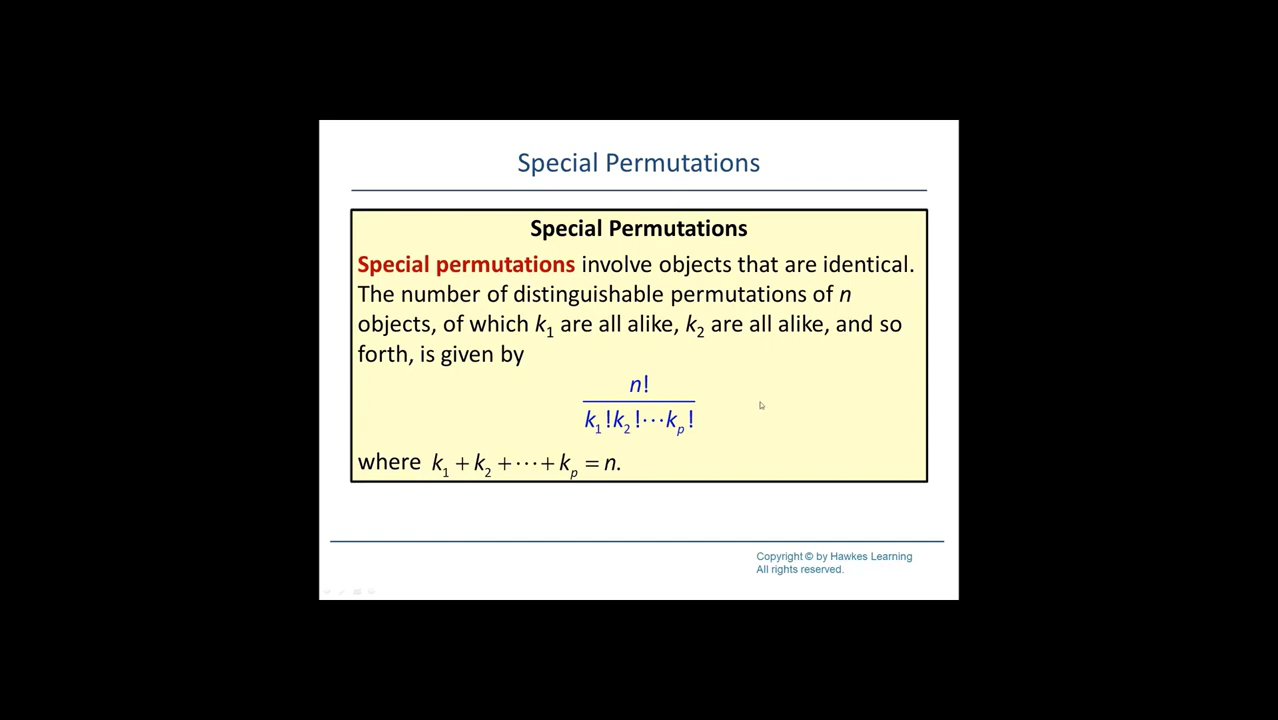 Special Permutations
Special Permutations
Special permutations involve objects that are identical.
The number of distinguishable permutations of n
objects, of which k₁ are all alike, k₂ are all alike, and so
forth, is given by
n!
k₁!k₂!⋯kₚ!
where k₁ + k₂ + ⋯ + kₚ = n.
Copyright © by Hawkes Learning
All rights reserved.